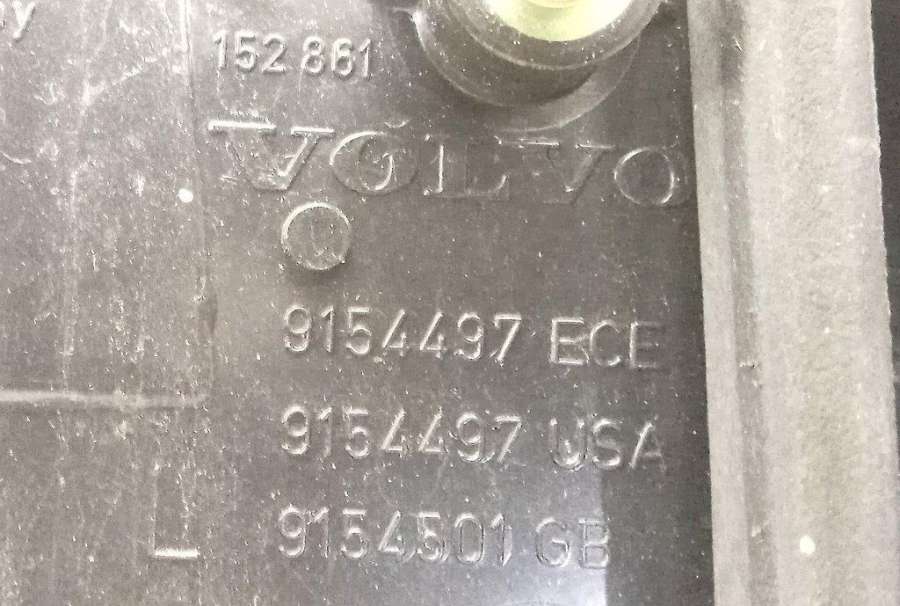 152 861
VOLVO
9154497 ECE
9154497 USA
L 9154501 GB